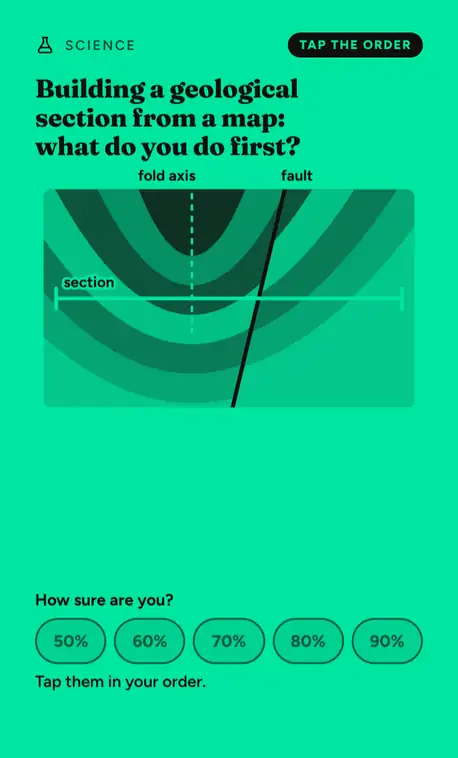 SCIENCE
TAP THE ORDER
Building a geological
section from a map:
what do you do first?
fold axis
fault
section
How sure are you?
50%
60%
70%
80%
90%
Tap them in your order.